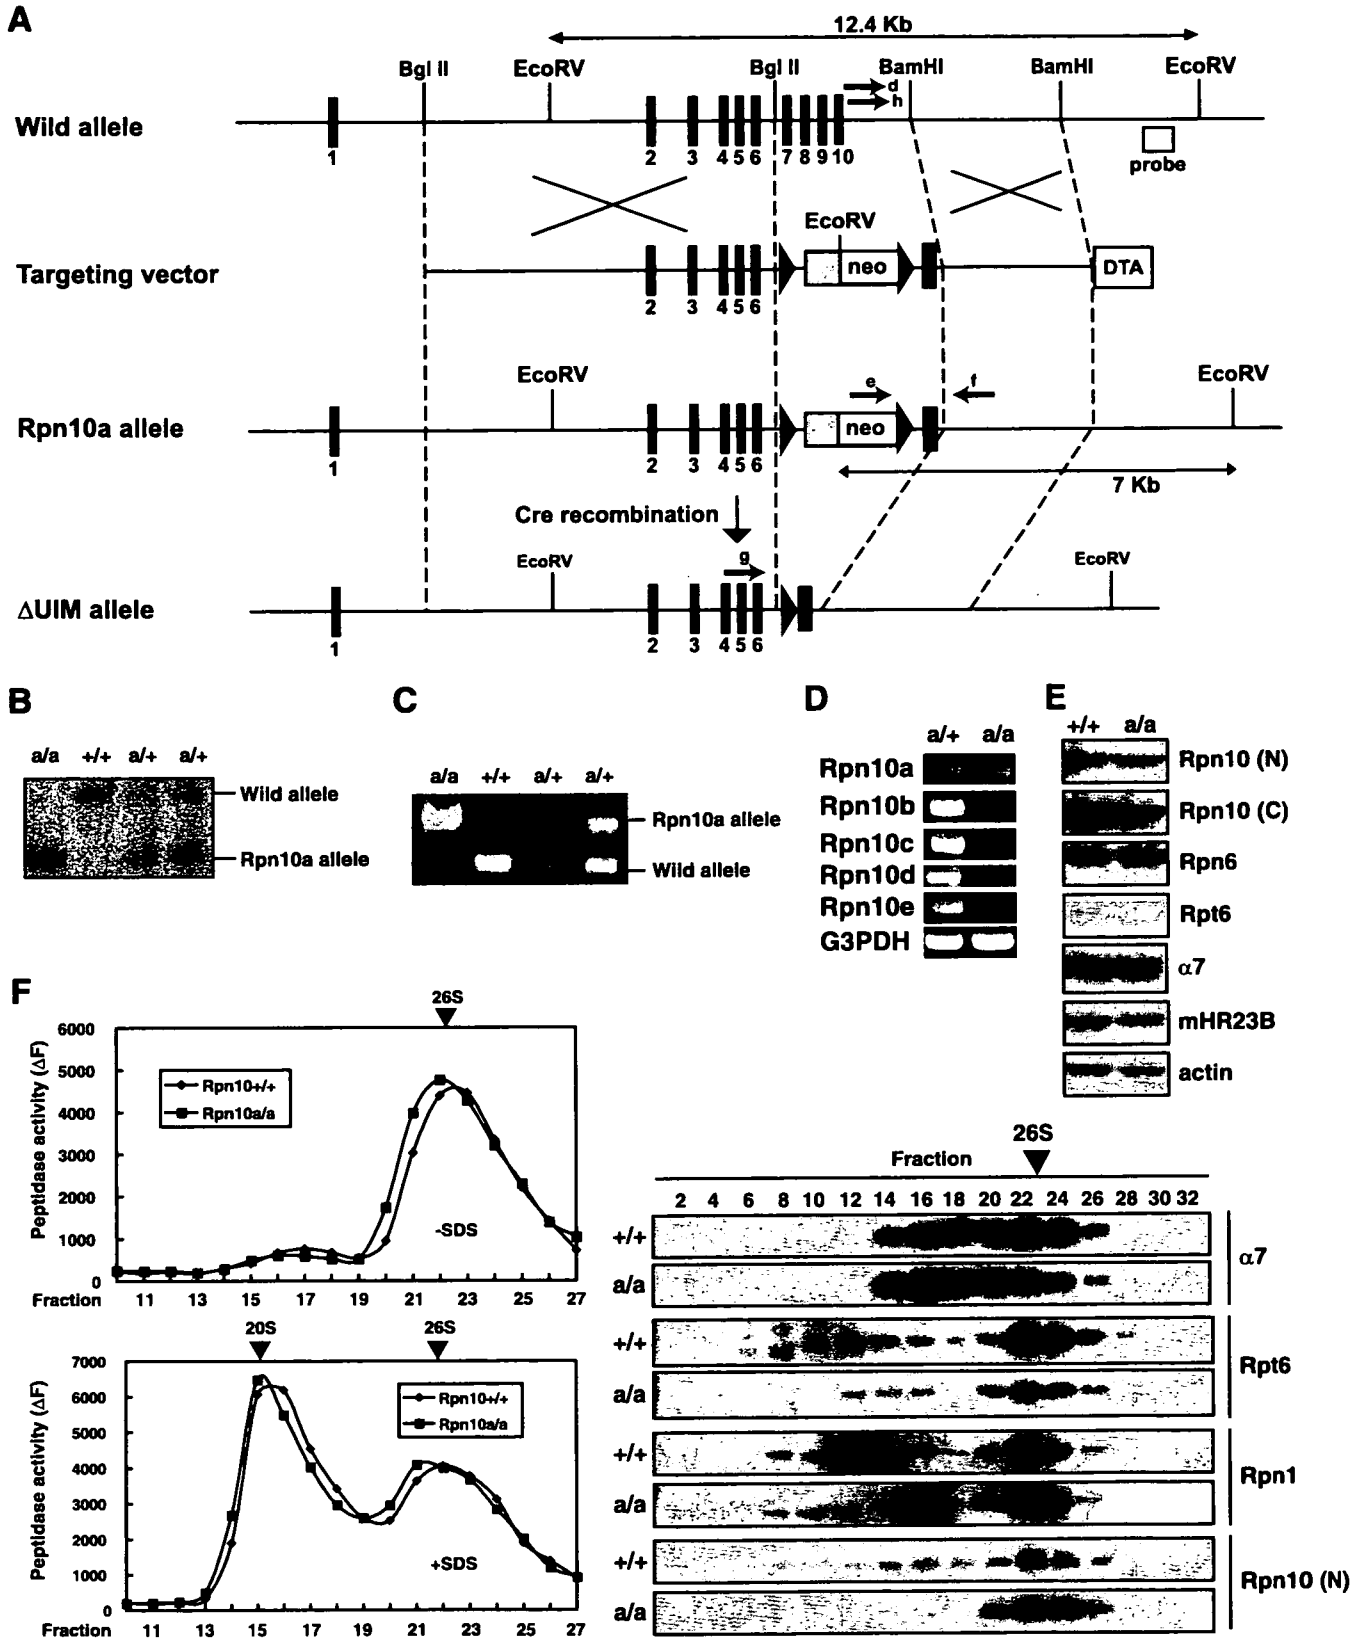 A
12.4 Kb
Bgl II EcoRV Bgl II BamHI BamHI EcoRV
d
h
Wild allele
1 2 3 4 5 6 7 8 9 10
probe
EcoRV
Targeting vector
neo
DTA
2 3 4 5 6
EcoRV
e
f
EcoRV
Rpn10a allele
neo
1 2 3 4 5 6
7 Kb
Cre recombination
g
EcoRV EcoRV
ΔUIM allele
1 2 3 4 5 6
B
a/a +/+ a/+ a/+
Wild allele
Rpn10a allele
C
a/a +/+ a/+ a/+
Rpn10a allele
Wild allele
D
a/+ a/a
Rpn10a
Rpn10b
Rpn10c
Rpn10d
Rpn10e
G3PDH
E
+/+ a/a
Rpn10 (N)
Rpn10 (C)
Rpn6
Rpt6
α7
mHR23B
actin
F
26S
Peptidase activity (ΔF)
6000
5000
4000
3000
2000
1000
0
Rpn10+/+
Rpn10a/a
-SDS
Fraction 11 13 15 17 19 21 23 25 27
20S 26S
Peptidase activity (ΔF)
7000
6000
5000
4000
3000
2000
1000
0
Rpn10+/+
Rpn10a/a
+SDS
Fraction 11 13 15 17 19 21 23 25 27
26S
Fraction
2 4 6 8 10 12 14 16 18 20 22 24 26 28 30 32
+/+
a/a
α7
+/+
a/a
Rpt6
+/+
a/a
Rpn1
+/+
a/a
Rpn10 (N)